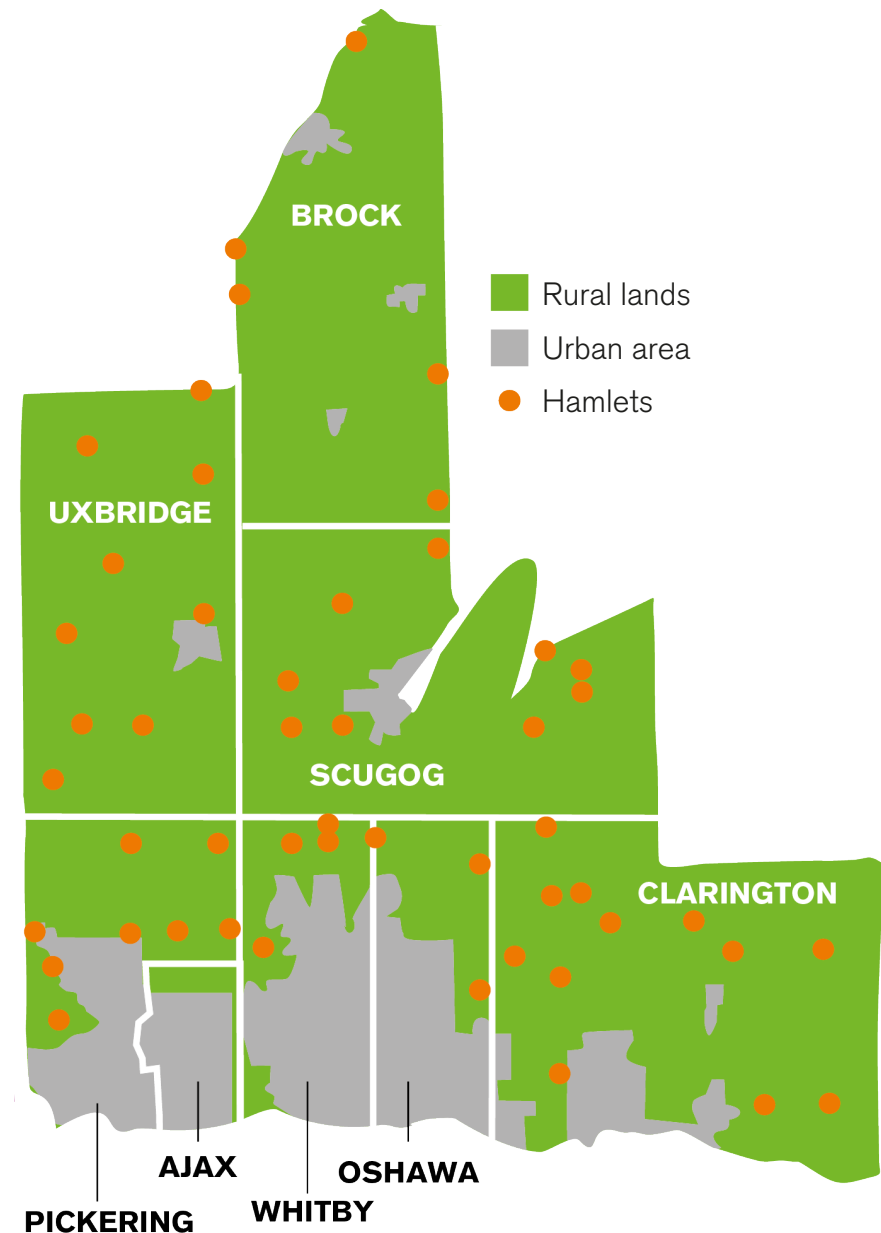 BROCK
Rural lands
Urban area
Hamlets
UXBRIDGE
SCUGOG
CLARINGTON
AJAX
OSHAWA
WHITBY
PICKERING